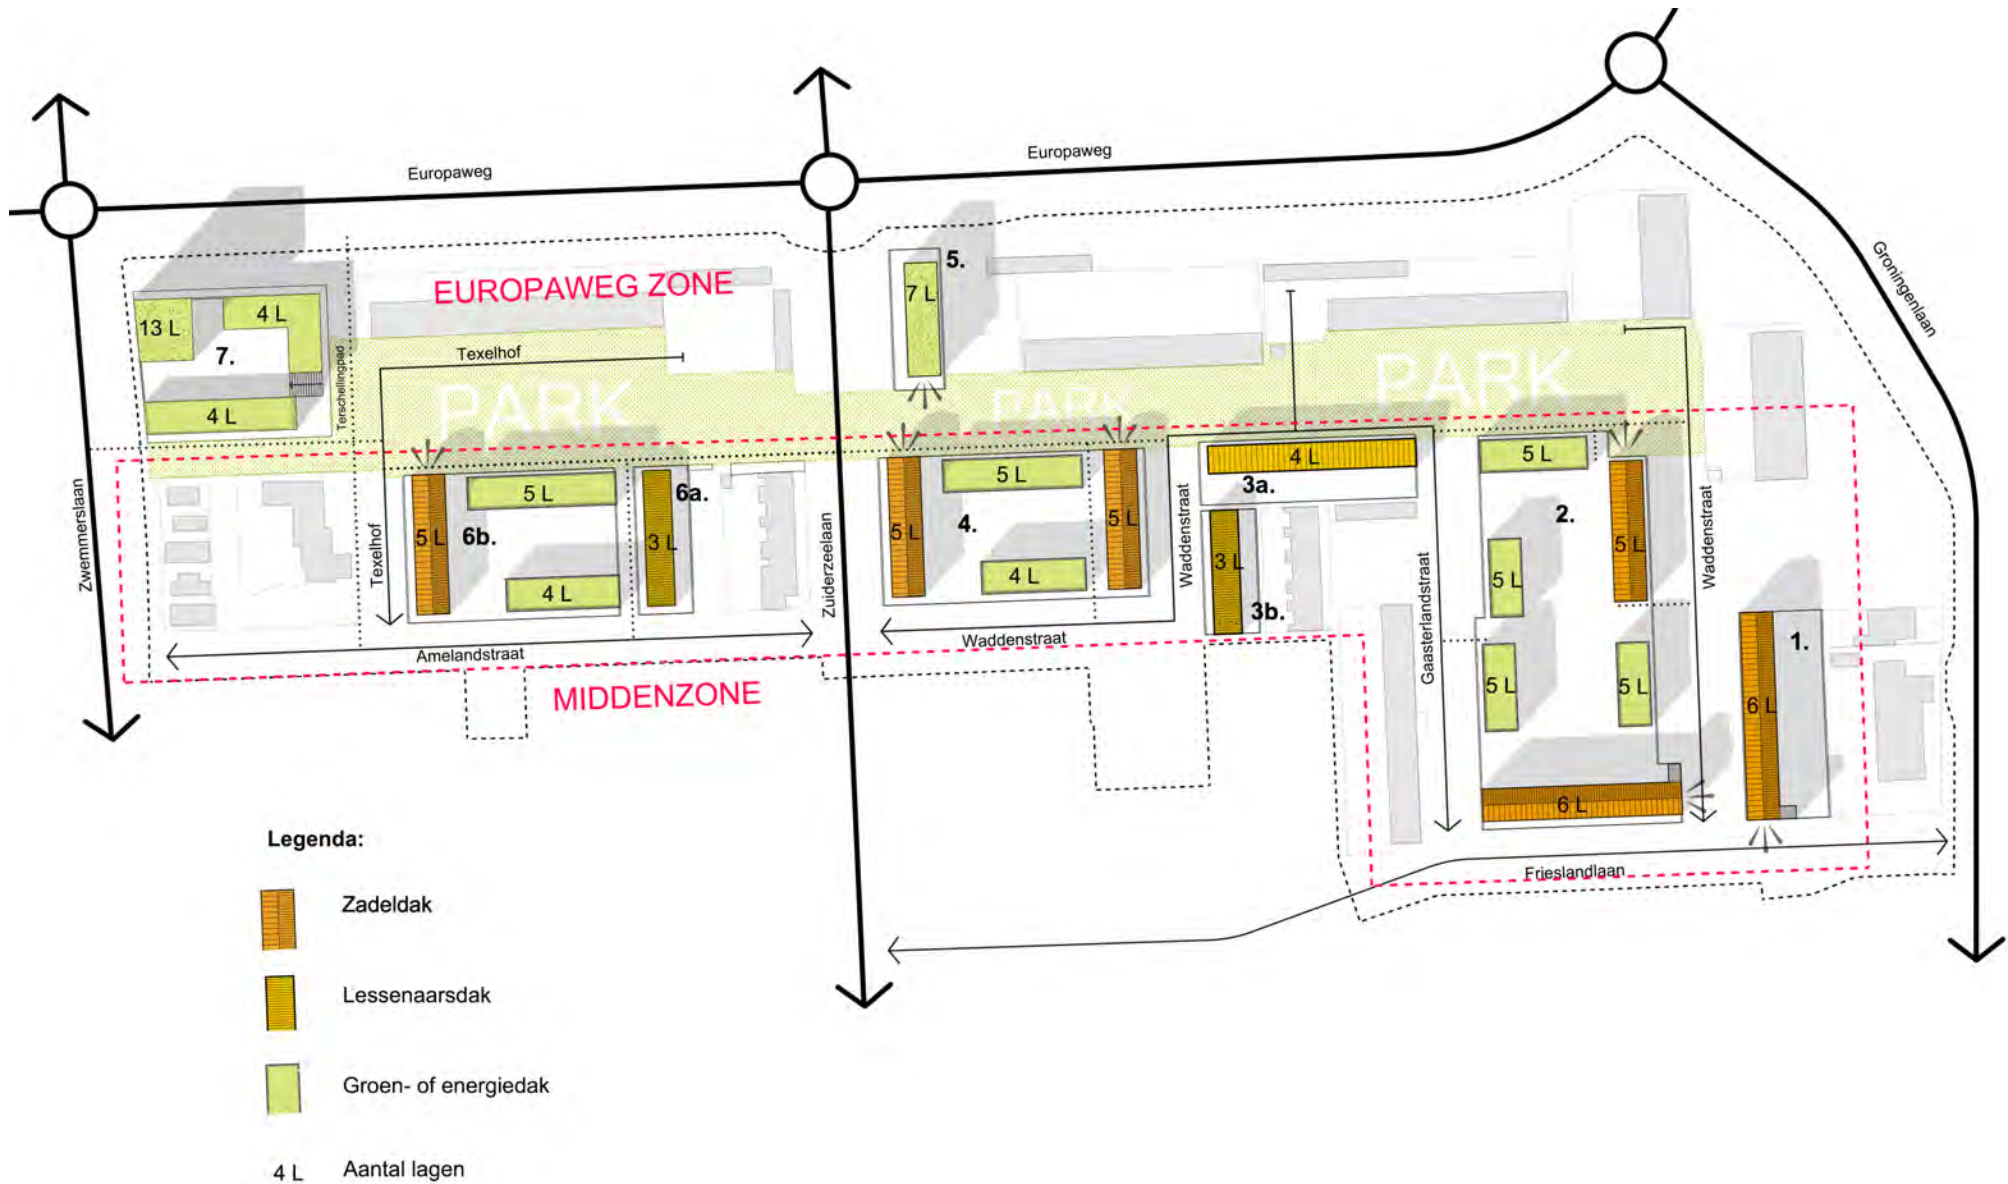 Europaweg
Europaweg
Groningenlaan
EUROPAWEG ZONE
5.
7 L
13 L
4 L
7.
4 L
Terschellingpad
Texelhof
PARK
PARK
PARK
Zwemmerslaan
Texelhof
5 L
6b.
5 L
4 L
6a.
3 L
Zuiderzeelaan
5 L
5 L
4.
4 L
5 L
Waddenstraat
4 L
3a.
3 L
3b.
Gaasterlandstraat
5 L
2.
5 L
5 L
5 L
5 L
6 L
Waddenstraat
1.
6 L
Amelandstraat
Waddenstraat
MIDDENZONE
Frieslandlaan
Legenda:
Zadeldak
Lessenaarsdak
Groen- of energiedak
4 L Aantal lagen